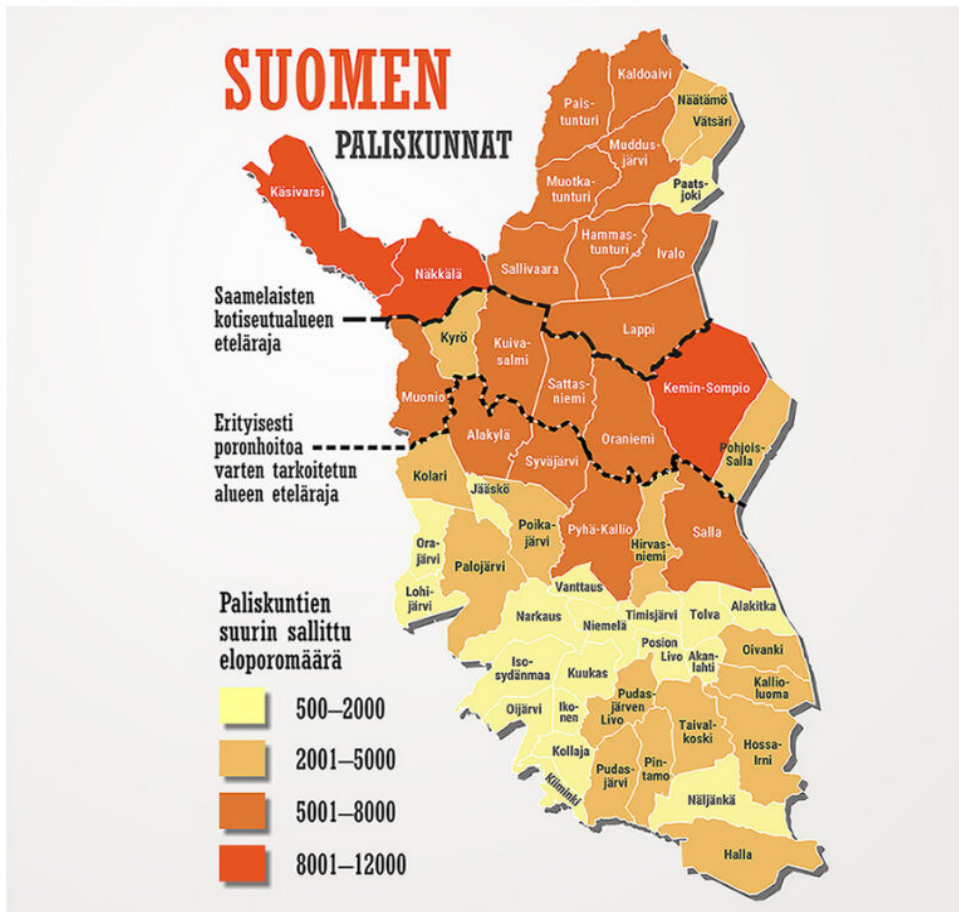 SUOMEN
PALISKUNNAT
Kaldoaivi
Pais-
tunturi
Näätämö
Vätsäri
Muddus-
järvi
Muotka-
tunturi
Paats-
joki
Käsivarsi
Näkkälä
Hammas-
tunturi
Ivalo
Sallivaara
Saamelaisten
kotiseutualueen
eteläraja
Lappi
Kyrö
Kuiva-
salmi
Sattas-
niemi
Kemin-Sompio
Muonio
Erityisesti
poronhoitoa
varten tarkoitetun
alueen eteläraja
Alakylä
Oraniemi
Syväjärvi
Pohjois-
Salla
Kolari
Jääskö
Poika-
järvi
Pyhä-Kallio
Hirvas-
niemi
Salla
Ora-
järvi
Palojärvi
Lohi-
järvi
Vanttaus
Narkaus
Niemelä
Timisjärvi
Tolva
Alakitka
Posion
Livo
Akan-
lahti
Oivanki
Iso-
sydänmaa
Kuukas
Kallio-
luoma
Oijärvi
Iko-
nen
Pudas-
järven
Livo
Taival-
koski
Hossa-
Irni
Kollaja
Kiiminki
Pudas-
järvi
Pin-
tamo
Näljänkä
Halla
Paliskuntien
suurin sallittu
eloporomäärä
500–2000
2001–5000
5001–8000
8001–12000